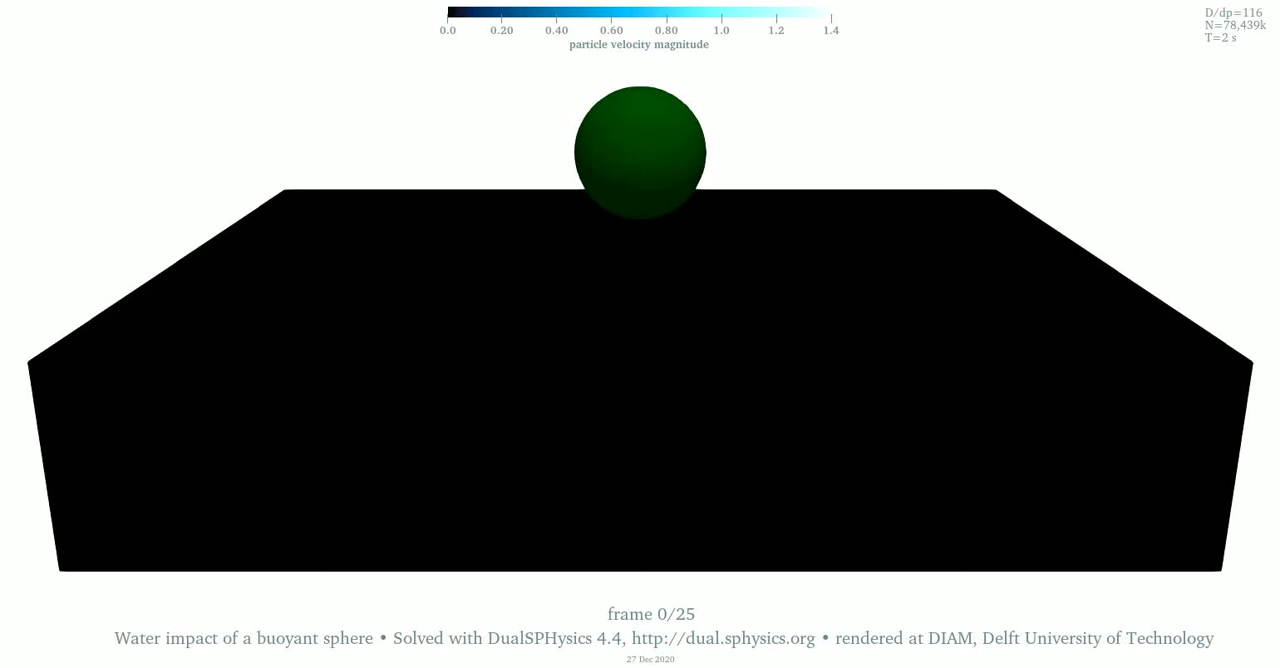 0.0 0.20 0.40 0.60 0.80 1.0 1.2 1.4
particle velocity magnitude
D/dp=116
N=78,439k
T=2 s
frame 0/25
Water impact of a buoyant sphere • Solved with DualSPHysics 4.4, http://dual.sphysics.org • rendered at DIAM, Delft University of Technology
27 Dec 2020